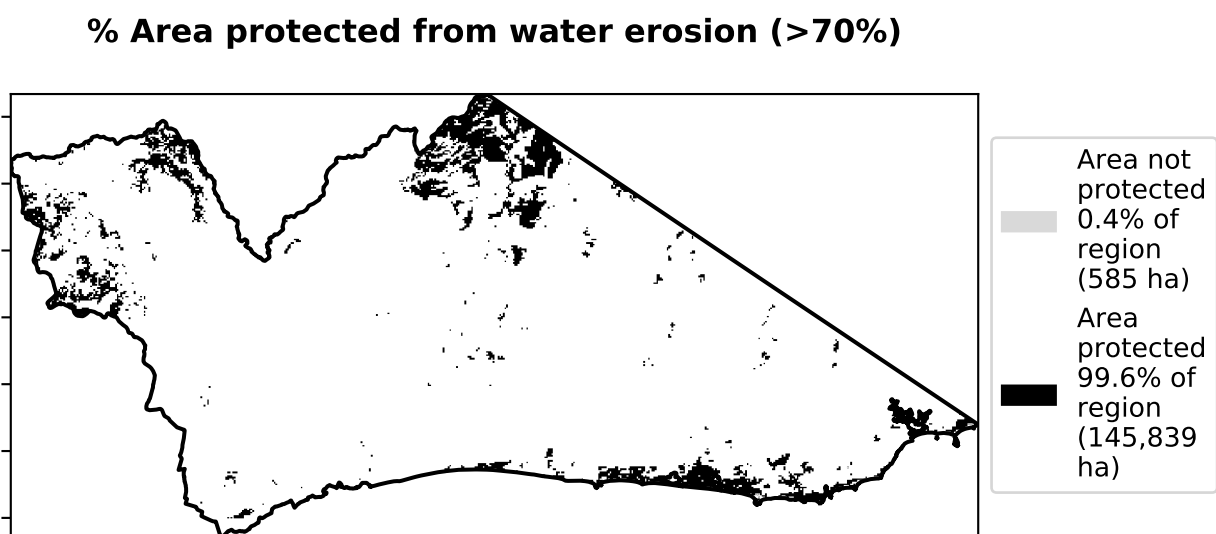 % Area protected from water erosion (>70%)
Area not
protected
0.4% of
region
(585 ha)
Area
protected
99.6% of
region
(145,839
ha)